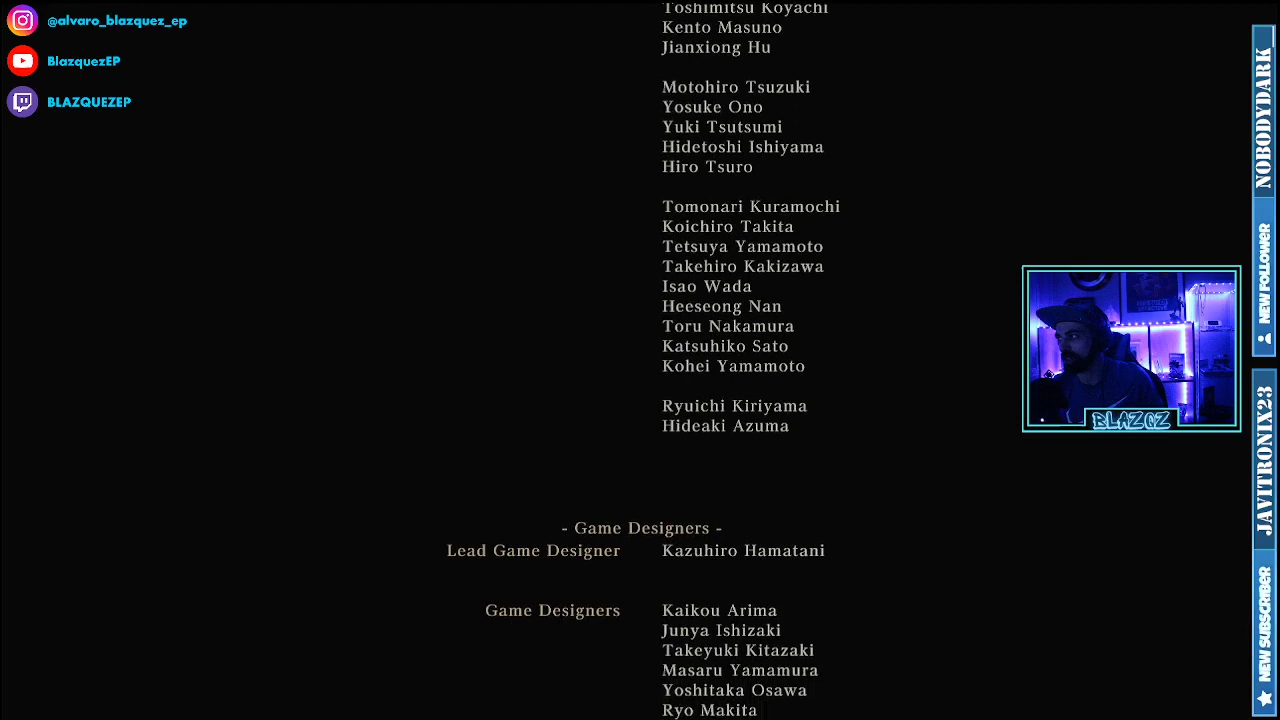 @alvaro_blazquez_ep
BlazquezEP
BLAZQUEZEP
Toshimitsu Koyachi
Kento Masuno
Jianxiong Hu
Motohiro Tsuzuki
Yosuke Ono
Yuki Tsutsumi
Hidetoshi Ishiyama
Hiro Tsuro
Tomonari Kuramochi
Koichiro Takita
Tetsuya Yamamoto
Takehiro Kakizawa
Isao Wada
Heeseong Nan
Toru Nakamura
Katsuhiko Sato
Kohei Yamamoto
Ryuichi Kiriyama
Hideaki Azuma
- Game Designers -
Lead Game Designer Kazuhiro Hamatani
Game Designers Kaikou Arima
Junya Ishizaki
Takeyuki Kitazaki
Masaru Yamamura
Yoshitaka Osawa
Ryo Makita
BLAZQZ
NEW FOLLOWER NOBODYDARK
NEW SUBSCRIBER JAVITRONIX23